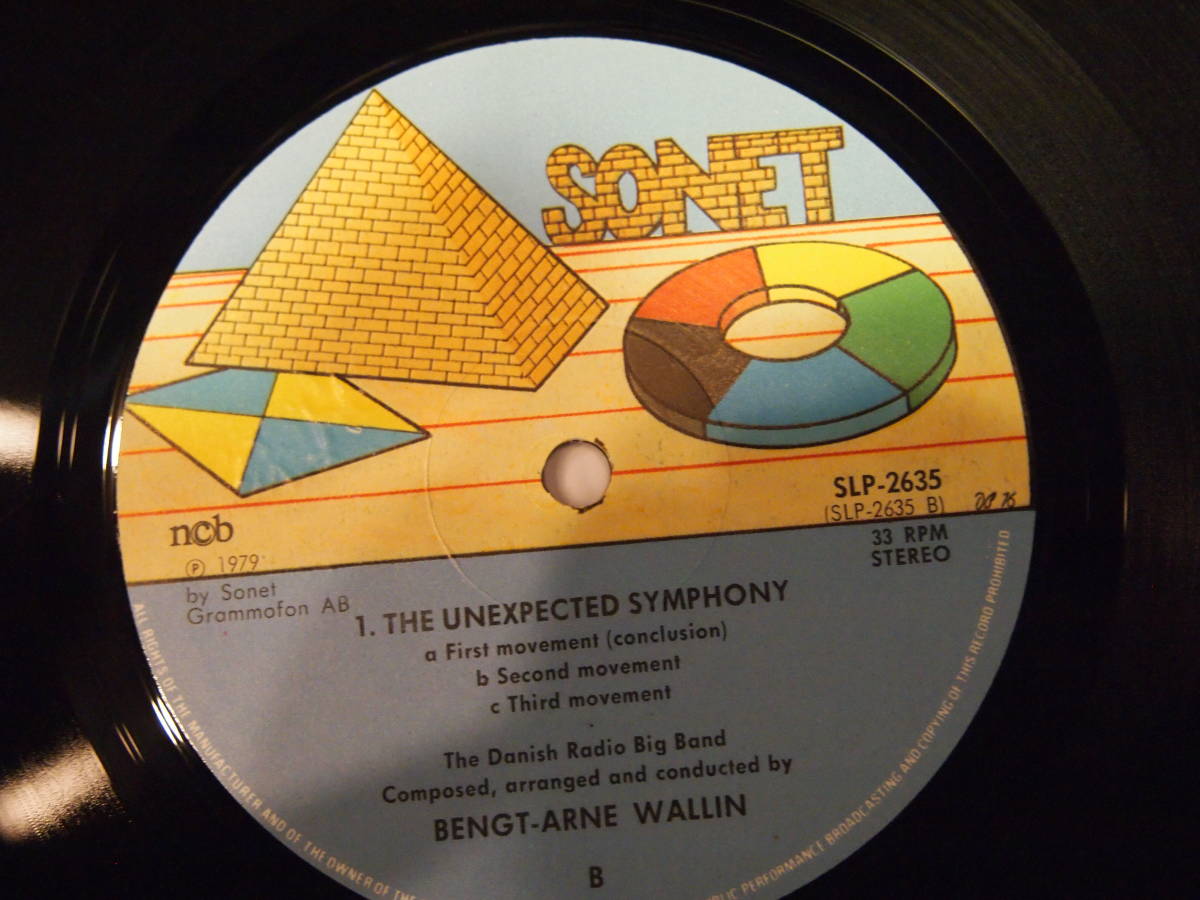 SONET
SLP-2635
(SLP-2635 B)
33 RPM
STEREO
ncb
℗ 1979
by Sonet
Grammofon AB
1. THE UNEXPECTED SYMPHONY
a First movement (conclusion)
b Second movement
c Third movement
The Danish Radio Big Band
Composed, arranged and conducted by
BENGT-ARNE WALLIN
B
ALL RIGHTS OF THE MANUFACTURER AND OF THE OWNER OF THE
PERFORMANCE BROADCASTING AND COPYING OF THIS RECORD PROHIBITED